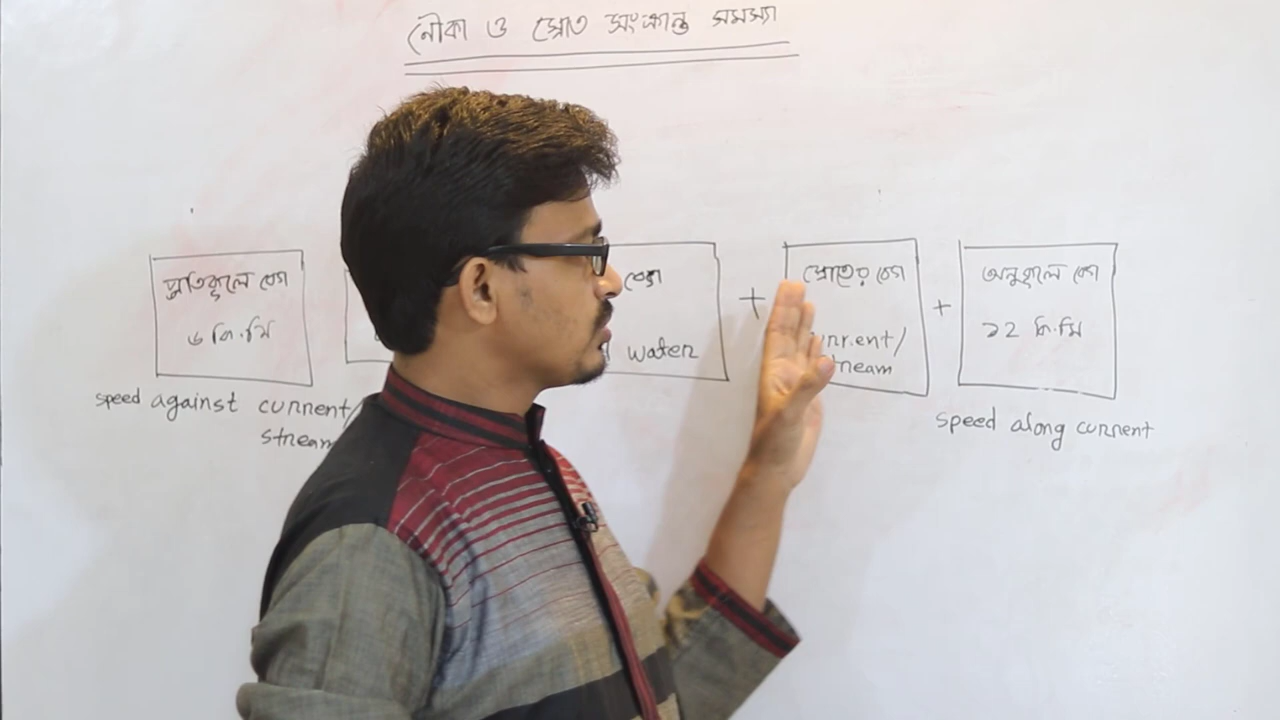 নৌকা ও স্রোত সংক্রান্ত সমস্যা
প্রতিকূলে বেগ
৬ কি.মি
speed against current/
stream
বেগ
water
+
স্রোতের বেগ
current/
stream
+
অনুকূলে বেগ
১২ কি.মি
speed along current